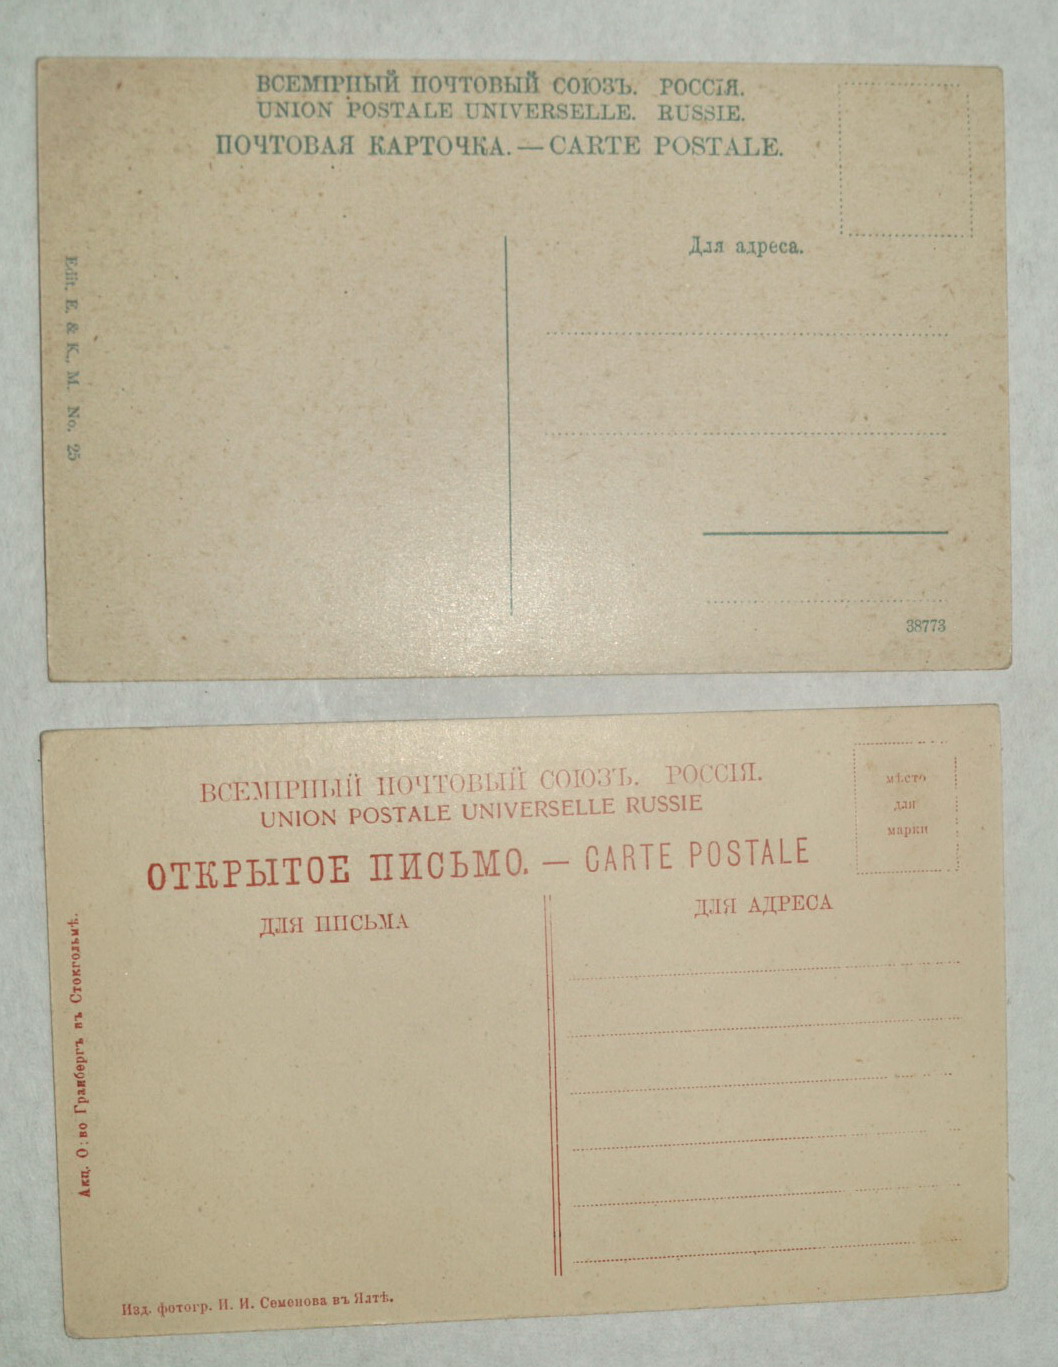 ВСЕМІРНЫЙ ПОЧТОВЫЙ СОЮЗЪ. РОССІЯ.
UNION POSTALE UNIVERSELLE. RUSSIE.
ПОЧТОВАЯ КАРТОЧКА. — CARTE POSTALE.
Для адреса.
Edit. E. & K., M. No. 25
38773
ВСЕМІРНЫЙ ПОЧТОВЫЙ СОЮЗЪ. РОССІЯ.
UNION POSTALE UNIVERSELLE RUSSIE
ОТКРЫТОЕ ПИСЬМО. — CARTE POSTALE
мѣсто
для
марки
ДЛЯ ПИСЬМА
ДЛЯ АДРЕСА
Акц. О:во Гранбергъ въ Стокгольмѣ.
Изд. фотогр. И. И. Семенова въ Ялтѣ.